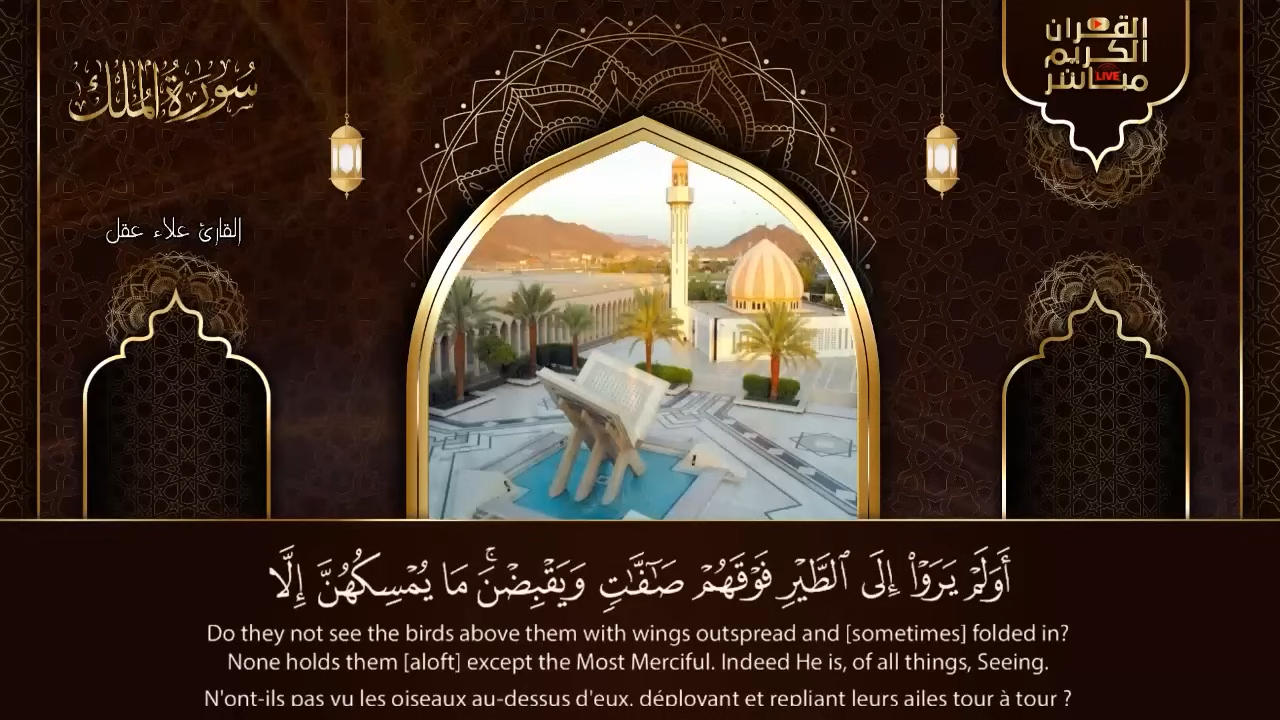 سُورَةُ المُلْك
القرآن
الكريم
مباشر
LIVE
القارئ علاء عقل
أَوَلَمْ يَرَوْا۟ إِلَى ٱلطَّيْرِ فَوْقَهُمْ صَـٰٓفَّـٰتٍ وَيَقْبِضْنَ ۚ مَا يُمْسِكُهُنَّ إِلَّا
Do they not see the birds above them with wings outspread and [sometimes] folded in?
None holds them [aloft] except the Most Merciful. Indeed He is, of all things, Seeing.
N'ont-ils pas vu les oiseaux au-dessus d'eux, déployant et repliant leurs ailes tour à tour ?